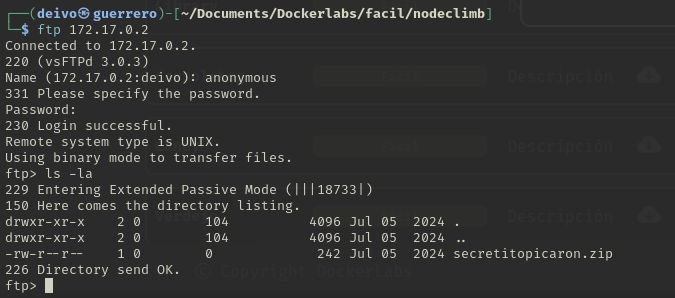 ┌──(deivo㉿guerrero)-[~/Documents/Dockerlabs/facil/nodeclimb]
└─$ ftp 172.17.0.2
Connected to 172.17.0.2.
220 (vsFTPd 3.0.3)
Name (172.17.0.2:deivo): anonymous
331 Please specify the password.
Password:
230 Login successful.
Remote system type is UNIX.
Using binary mode to transfer files.
ftp> ls -la
229 Entering Extended Passive Mode (|||18733|)
150 Here comes the directory listing.
drwxr-xr-x    2 0        104          4096 Jul 05  2024 .
drwxr-xr-x    2 0        104          4096 Jul 05  2024 ..
-rw-r--r--    1 0        0             242 Jul 05  2024 secretitopicaron.zip
226 Directory send OK.
ftp>
Descripción
Descripción
Descripción
© Copyright DockerLabs